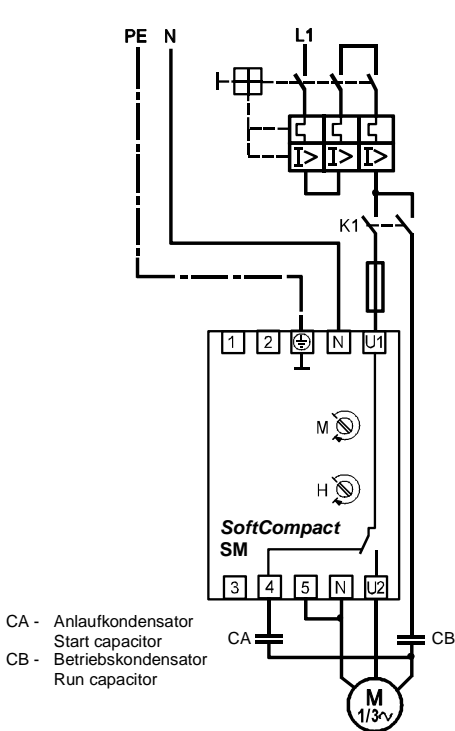 PE N L1
I> I> I>
K1
1 2 N U1
M
H
SoftCompact
SM
3 4 5 N U2
CA - Anlaufkondensator
Start capacitor
CB - Betriebskondensator
Run capacitor
CA CB
M
1/3~